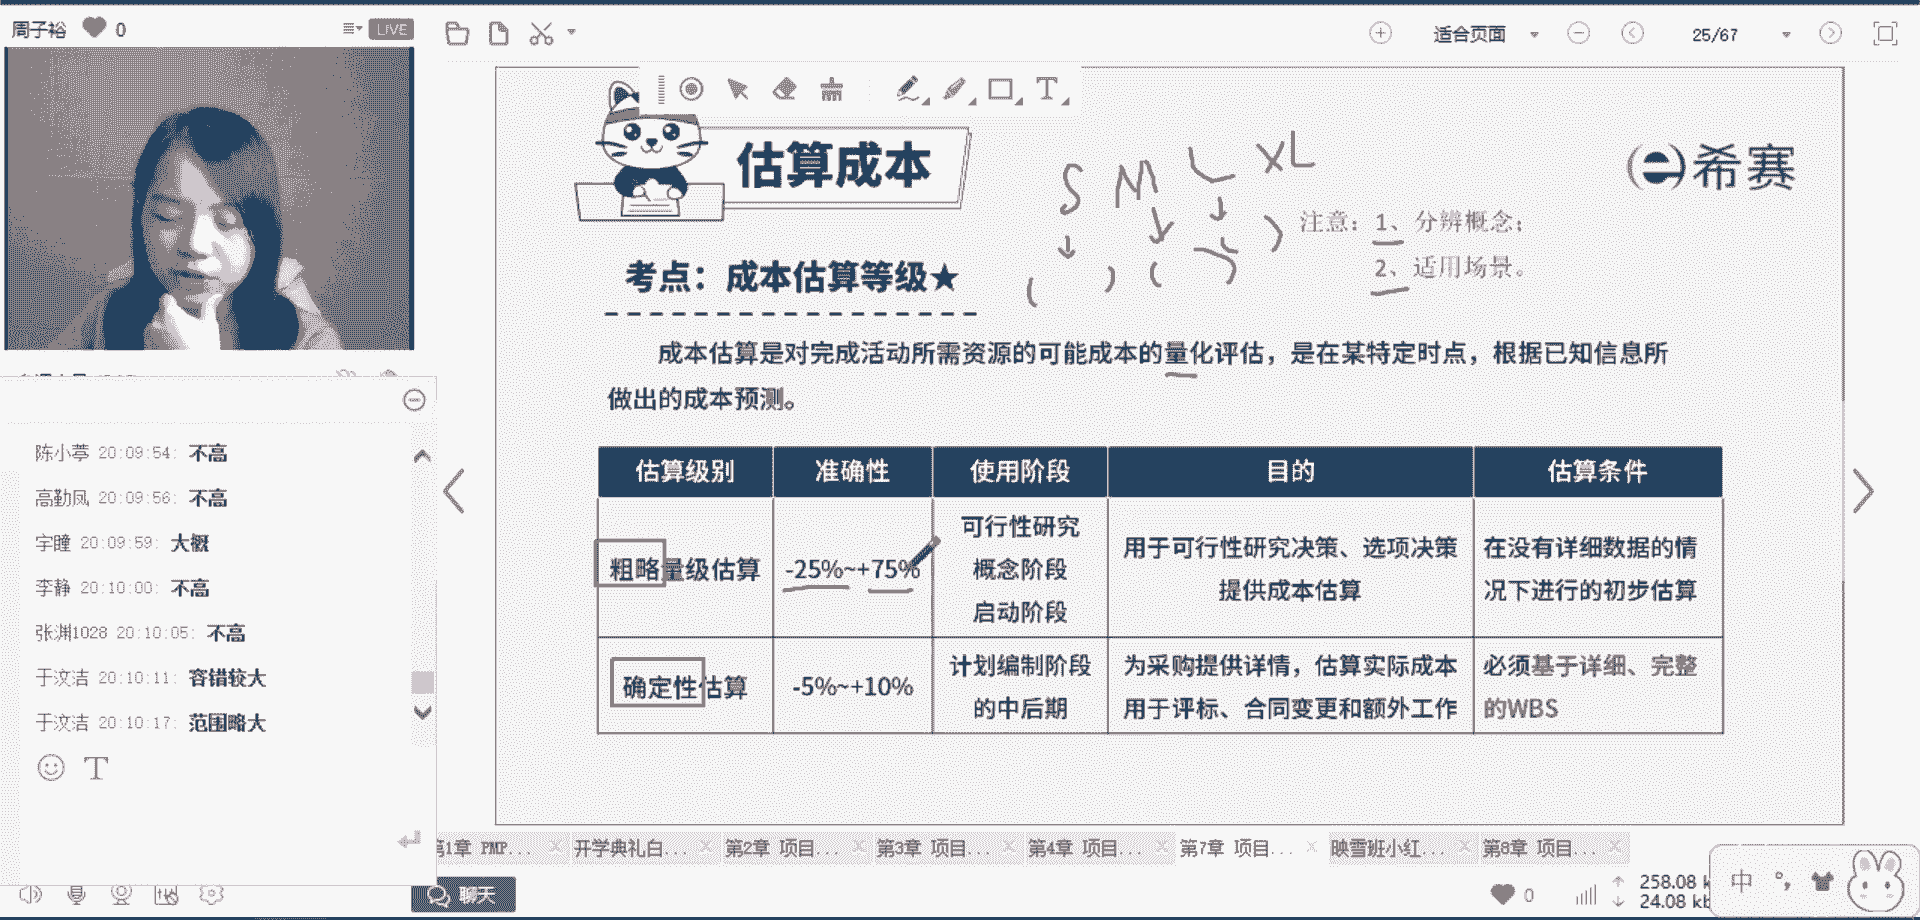 周子裕 0 LIVE
适合页面 25/67
估算成本
S M L XL
希赛
注意：1、分辨概念；
2、适用场景。
考点：成本估算等级★
成本估算是对完成活动所需资源的可能成本的量化评估，是在某特定时点，根据已知信息所
做出的成本预测。
估算级别 准确性 使用阶段 目的 估算条件
粗略量级估算 -25%~+75%
可行性研究
概念阶段
启动阶段
用于可行性研究决策、选项决策
提供成本估算
在没有详细数据的情
况下进行的初步估算
确定性估算 -5%~+10%
计划编制阶段
的中后期
为采购提供详情，估算实际成本
用于评标、合同变更和额外工作
必须基于详细、完整
的WBS
陈小葶 20:09:54: 不高
高勤凤 20:09:56: 不高
宇瞳 20:09:59: 大概
李静 20:10:00: 不高
张渊1028 20:10:05: 不高
于汶洁 20:10:11: 容错较大
于汶洁 20:10:17: 范围略大
T
第1章 PMP... 开学典礼白... 第2章 项目... 第3章 项目... 第4章 项目... 第7章 项目... 映雪班小红... 第8章 项目...
聊天
0
258.08
24.08 kb
中